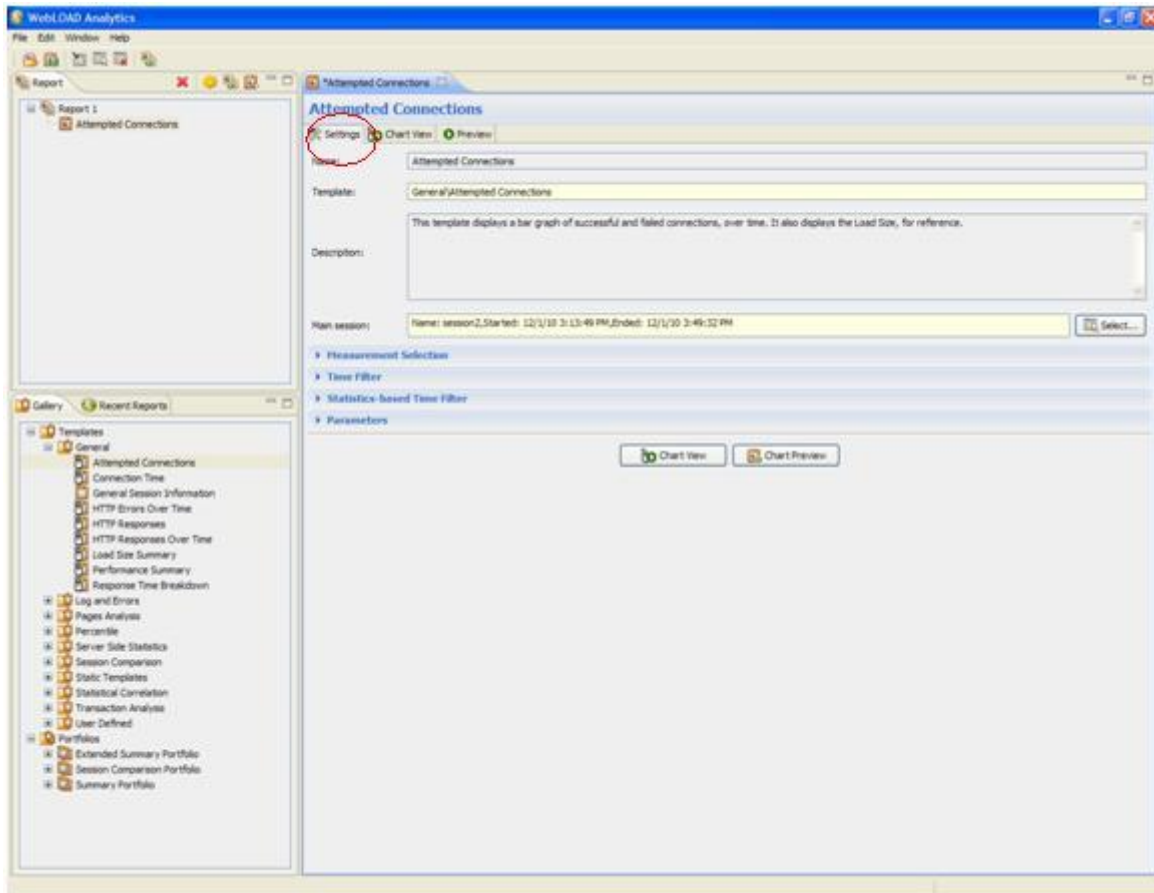 WebLOAD Analytics
File Edit Window Help
Report
Report 1
Attempted Connections
*Attempted Connections
Attempted Connections
Settings Chart View Preview
Name: Attempted Connections
Template: General\Attempted Connections
Description: This template displays a bar graph of successful and failed connections, over time. It also displays the Load Size, for reference.
Main session: Name: session2,Started: 12/1/10 3:13:49 PM,Ended: 12/1/10 3:49:32 PM Select...
Measurement Selection
Time Filter
Statistics-based Time Filter
Parameters
Chart View Chart Preview
Gallery Recent Reports
Templates
General
Attempted Connections
Connection Time
General Session Information
HTTP Errors Over Time
HTTP Responses
HTTP Responses Over Time
Load Size Summary
Performance Summary
Response Time Breakdown
Log and Errors
Pages Analysis
Percentile
Server Side Statistics
Session Comparison
Static Templates
Statistical Correlation
Transaction Analysis
User Defined
Portfolios
Extended Summary Portfolio
Session Comparison Portfolio
Summary Portfolio